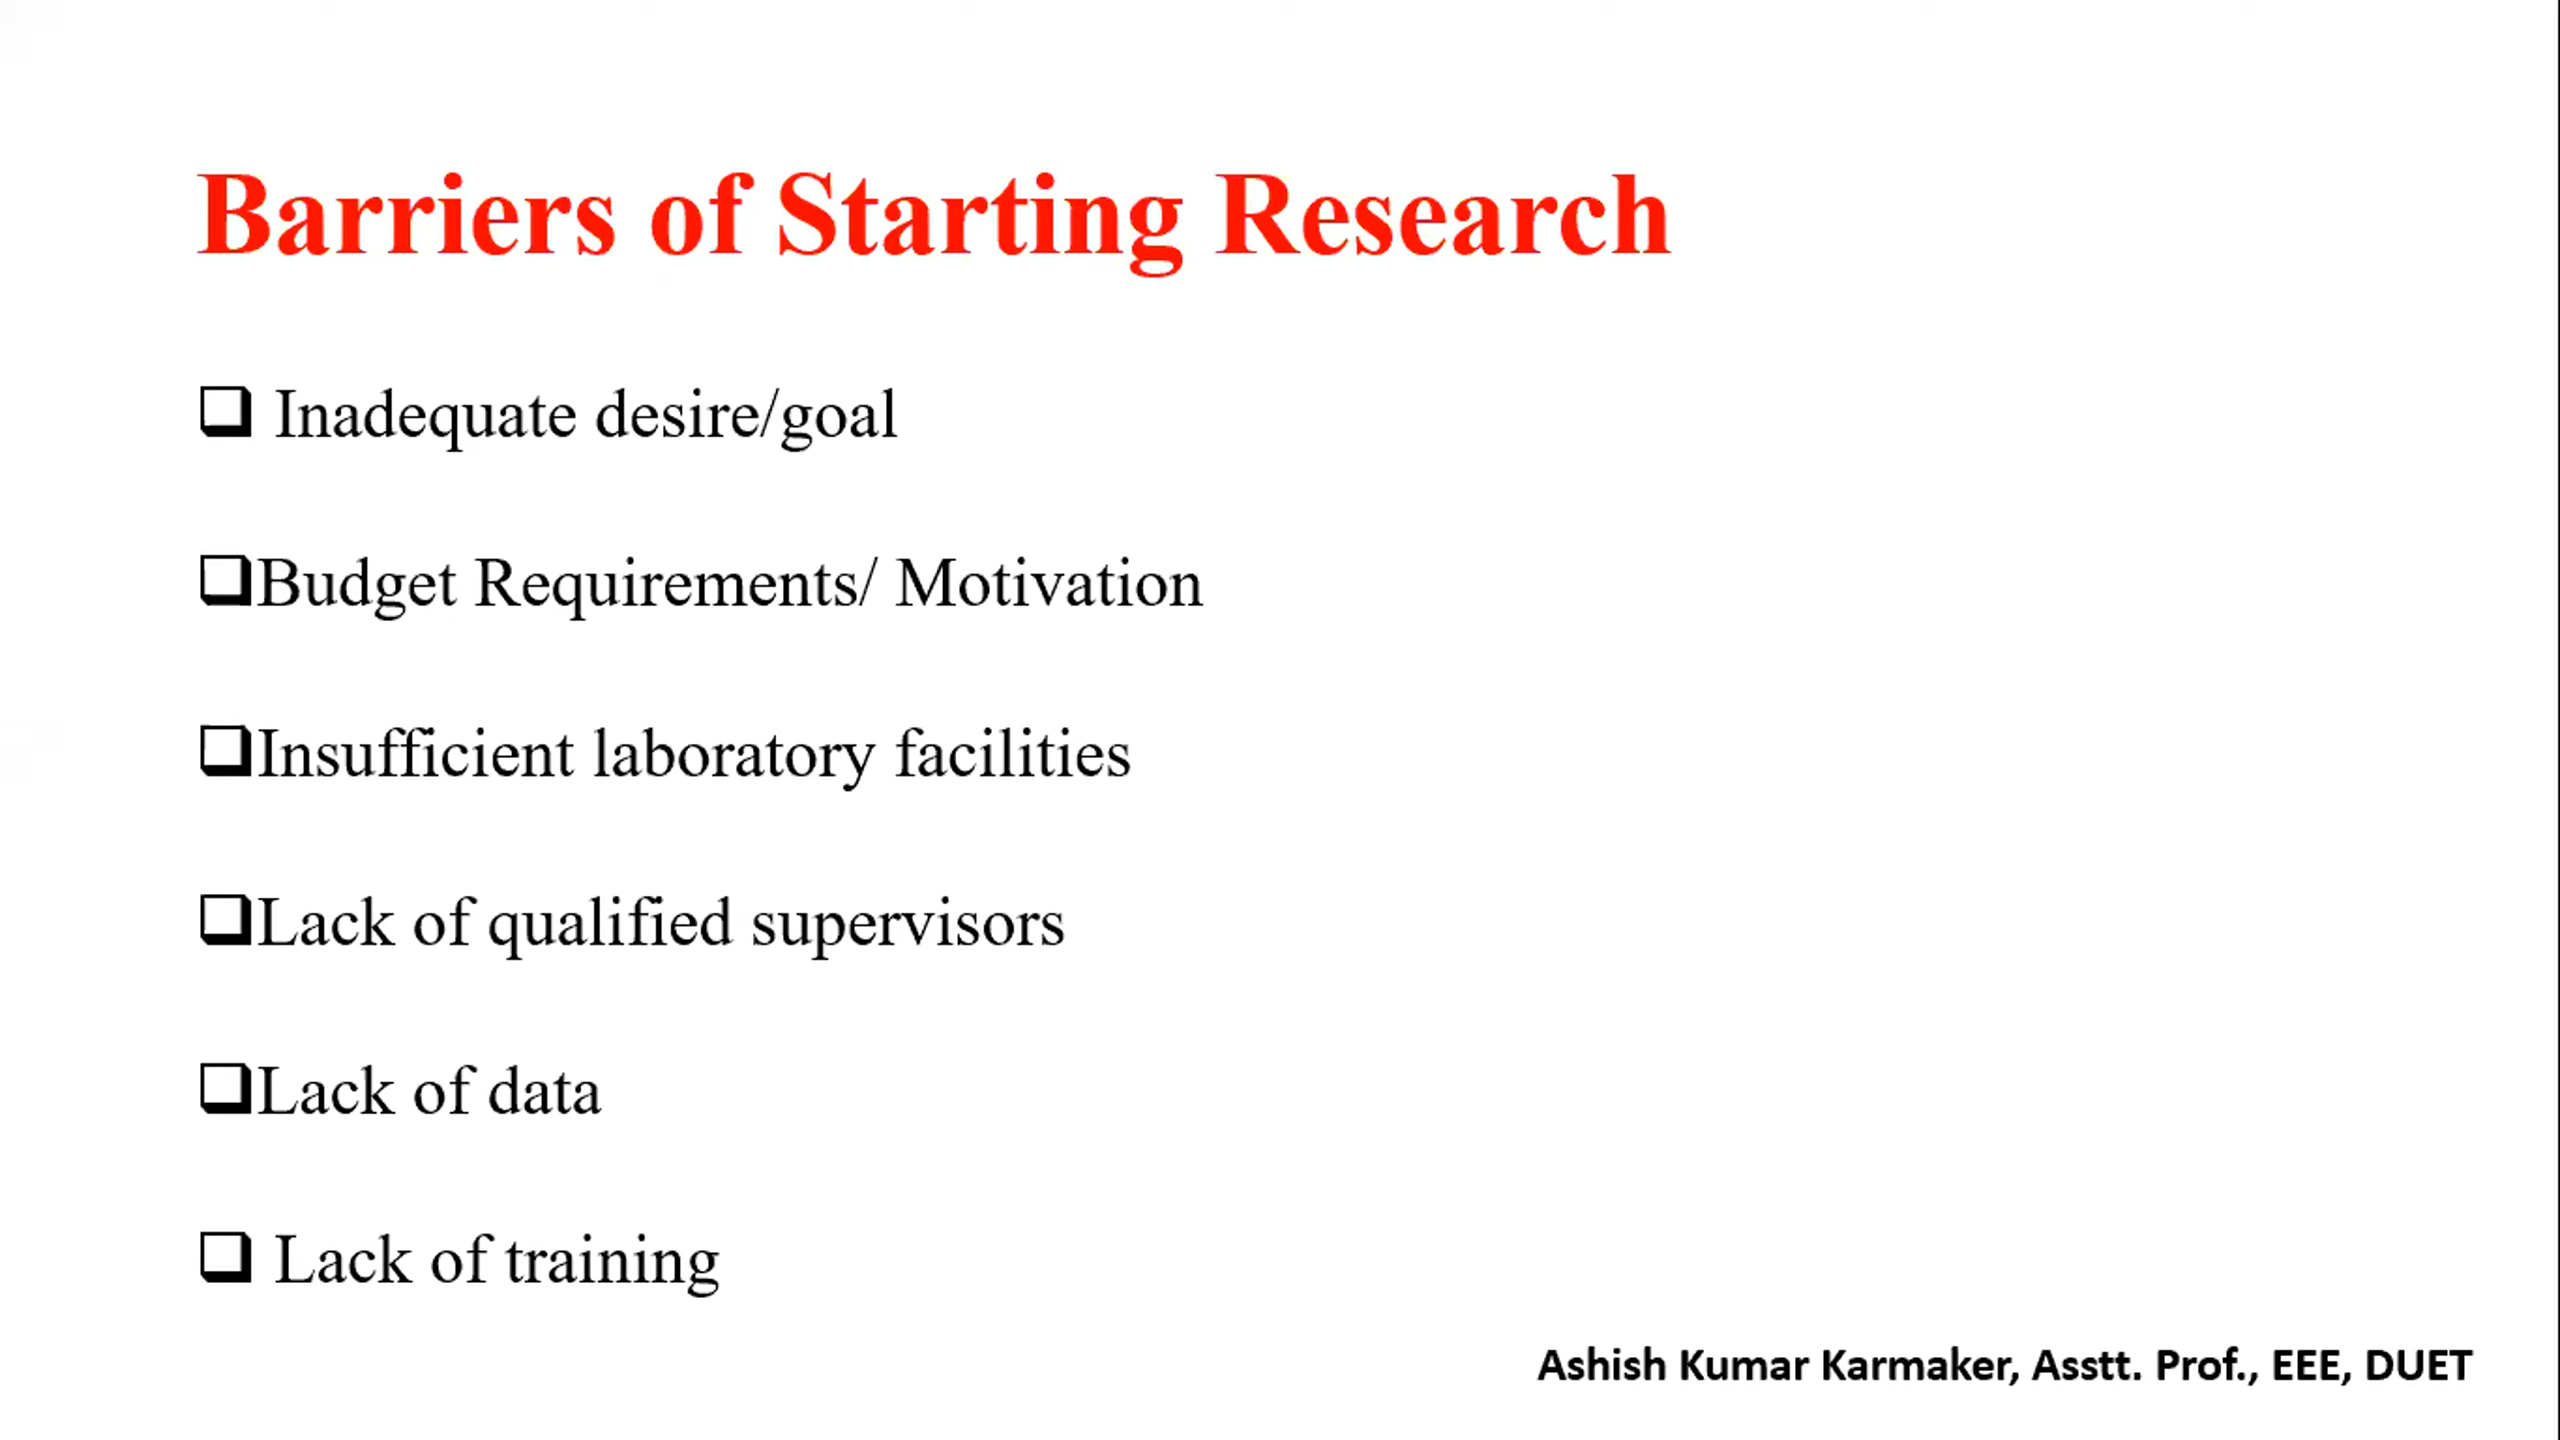 Barriers of Starting Research
❑ Inadequate desire/goal
❑Budget Requirements/ Motivation
❑Insufficient laboratory facilities
❑Lack of qualified supervisors
❑Lack of data
❑ Lack of training
Ashish Kumar Karmaker, Asstt. Prof., EEE, DUET